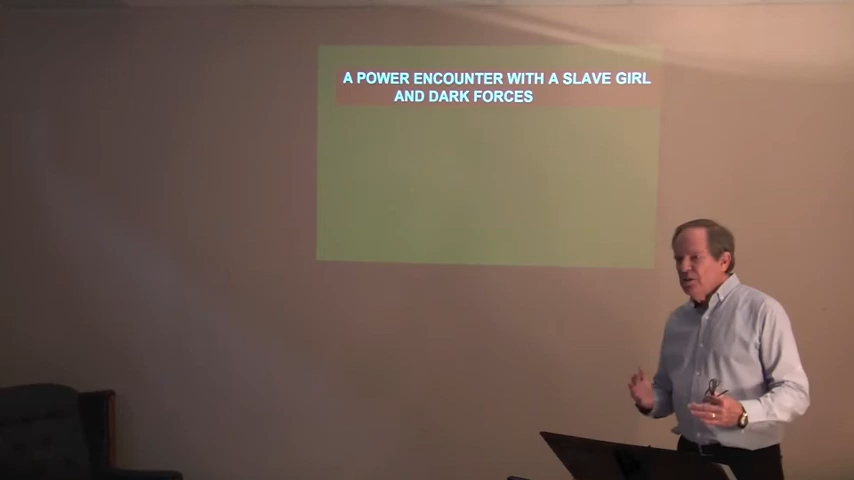 A POWER ENCOUNTER WITH A SLAVE GIRL
AND DARK FORCES